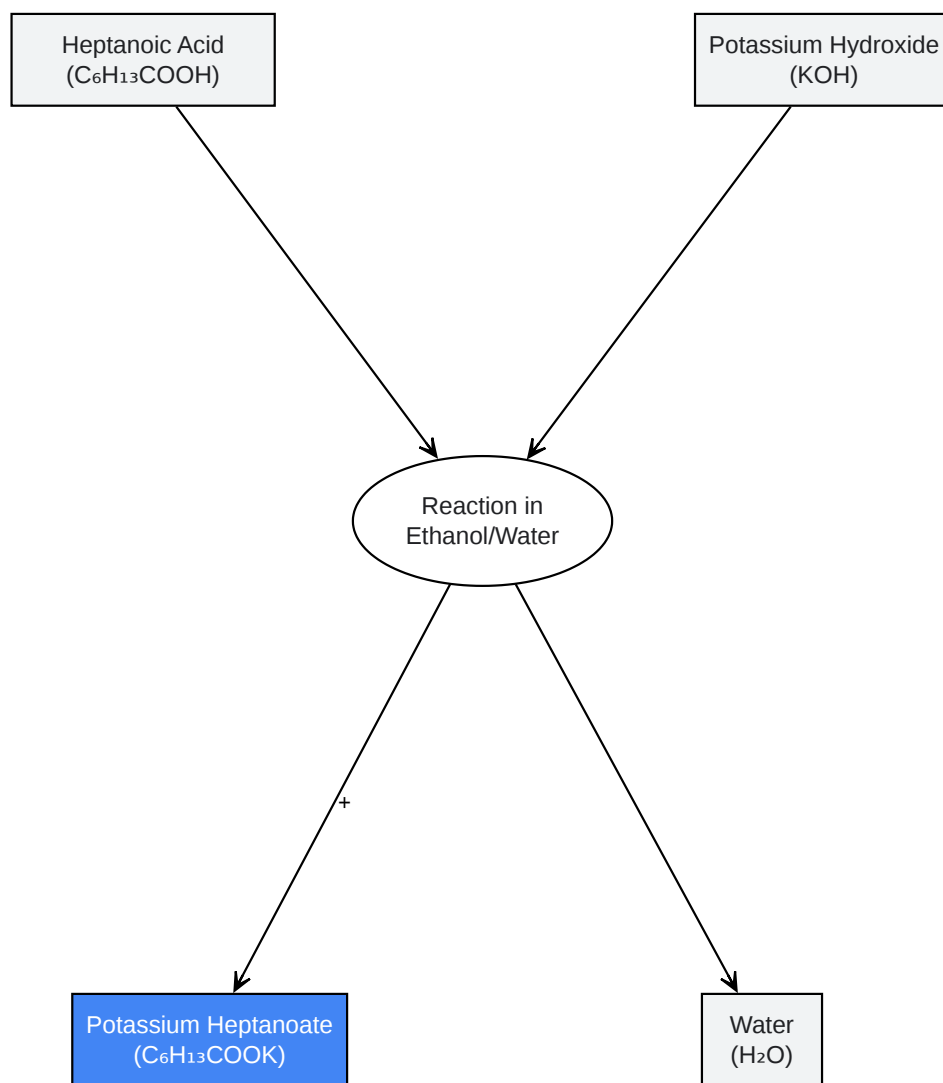 Heptanoic Acid
(C₆H₁₃COOH)
Potassium Hydroxide
(KOH)
Reaction in
Ethanol/Water
+
Potassium Heptanoate
(C₆H₁₃COOK)
Water
(H₂O)